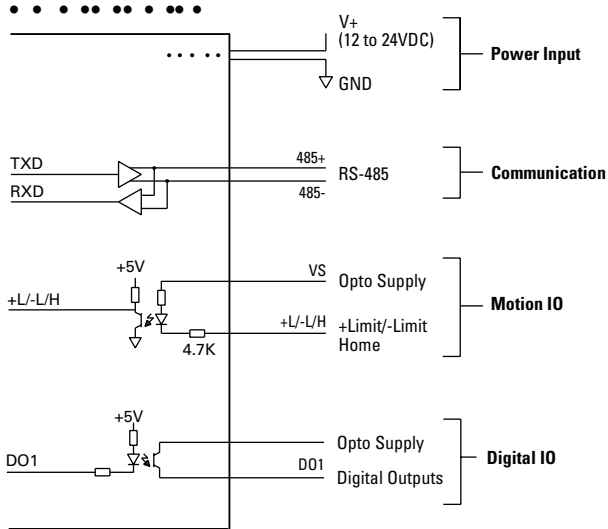 V+
(12 to 24VDC)
Power Input
GND
TXD
485+
RS-485
Communication
RXD
485-
+5V
VS
Opto Supply
+L/-L/H
+L/-L/H
+Limit/-Limit
Home
Motion IO
4.7K
+5V
Opto Supply
DO1
DO1
Digital Outputs
Digital IO